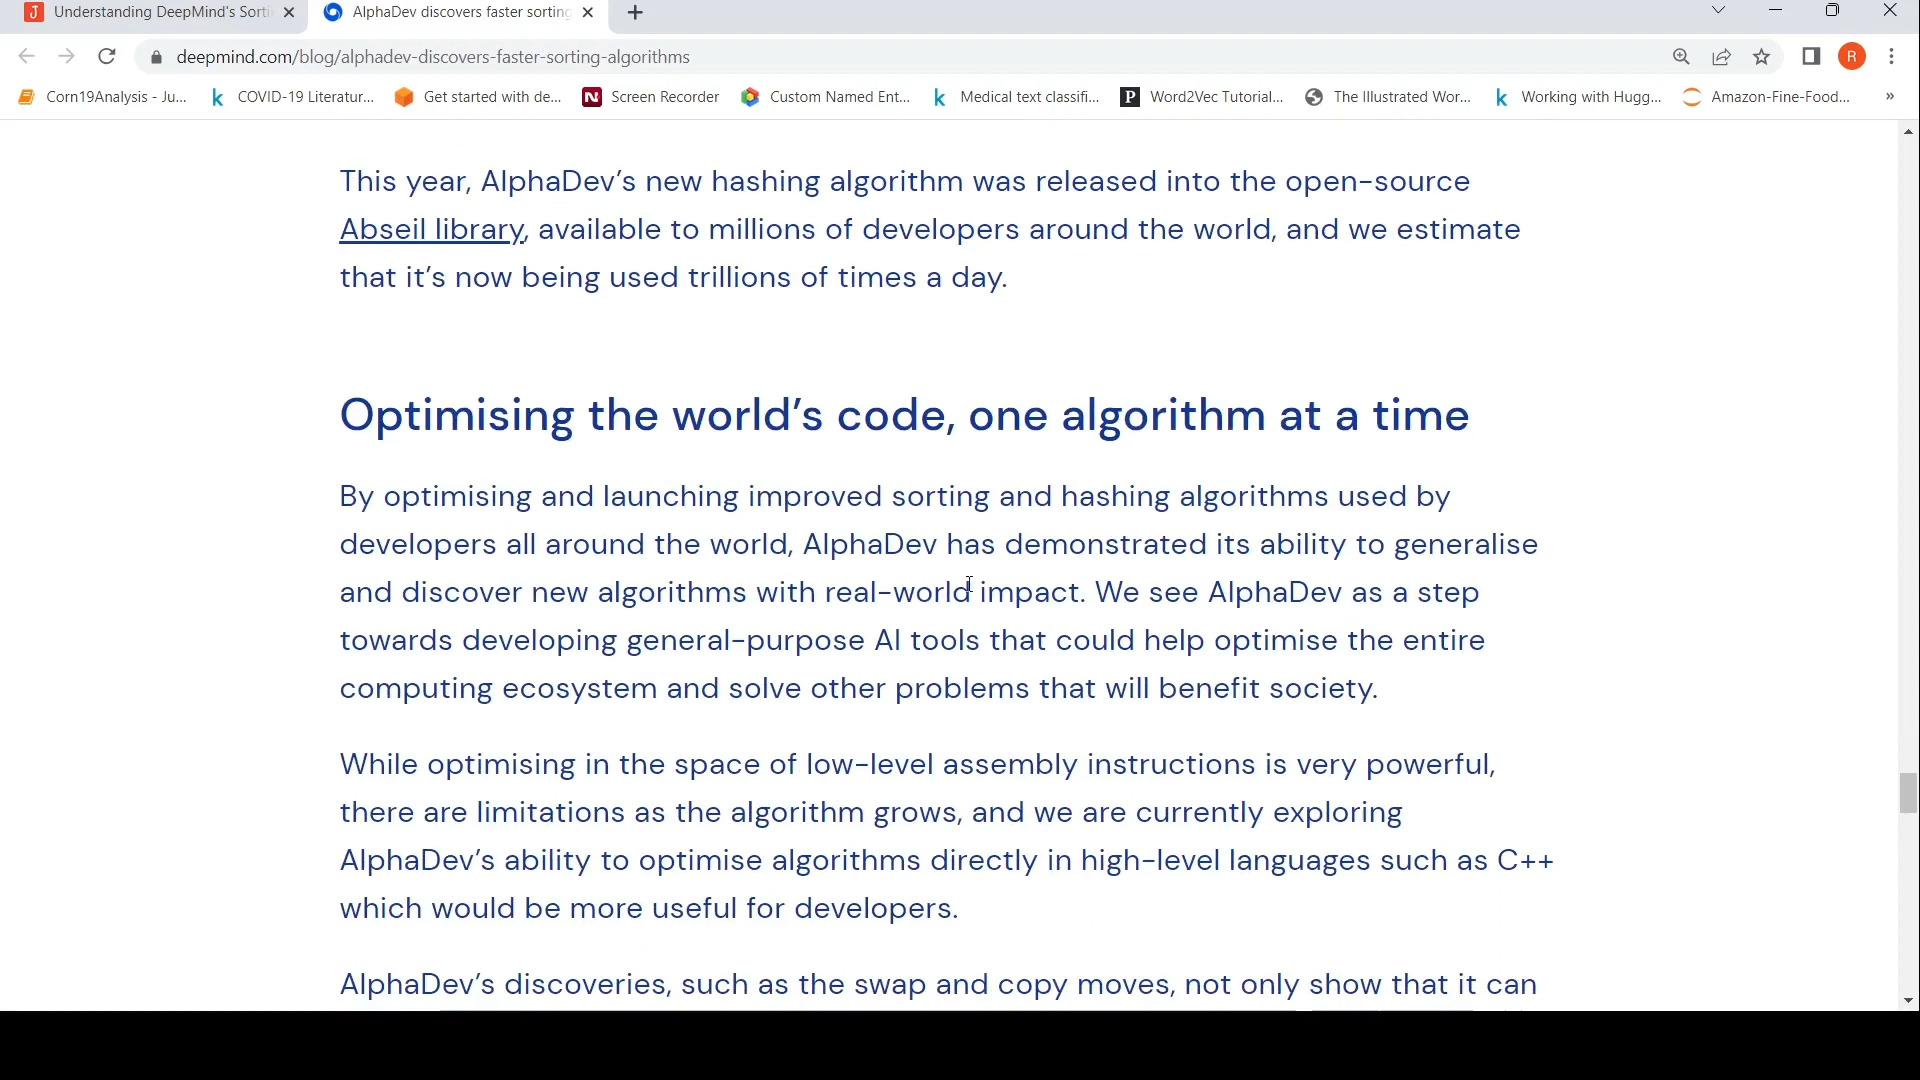 Understanding DeepMind's Sorti
AlphaDev discovers faster sorting
deepmind.com/blog/alphadev-discovers-faster-sorting-algorithms
R
Corn19Analysis - Ju...
COVID-19 Literatur...
Get started with de...
Screen Recorder
Custom Named Ent...
Medical text classifi...
Word2Vec Tutorial...
The Illustrated Wor...
Working with Hugg...
Amazon-Fine-Food...
This year, AlphaDev’s new hashing algorithm was released into the open-source
Abseil library, available to millions of developers around the world, and we estimate
that it’s now being used trillions of times a day.
Optimising the world’s code, one algorithm at a time
By optimising and launching improved sorting and hashing algorithms used by
developers all around the world, AlphaDev has demonstrated its ability to generalise
and discover new algorithms with real-world impact. We see AlphaDev as a step
towards developing general-purpose AI tools that could help optimise the entire
computing ecosystem and solve other problems that will benefit society.
While optimising in the space of low-level assembly instructions is very powerful,
there are limitations as the algorithm grows, and we are currently exploring
AlphaDev’s ability to optimise algorithms directly in high-level languages such as C++
which would be more useful for developers.
AlphaDev’s discoveries, such as the swap and copy moves, not only show that it can